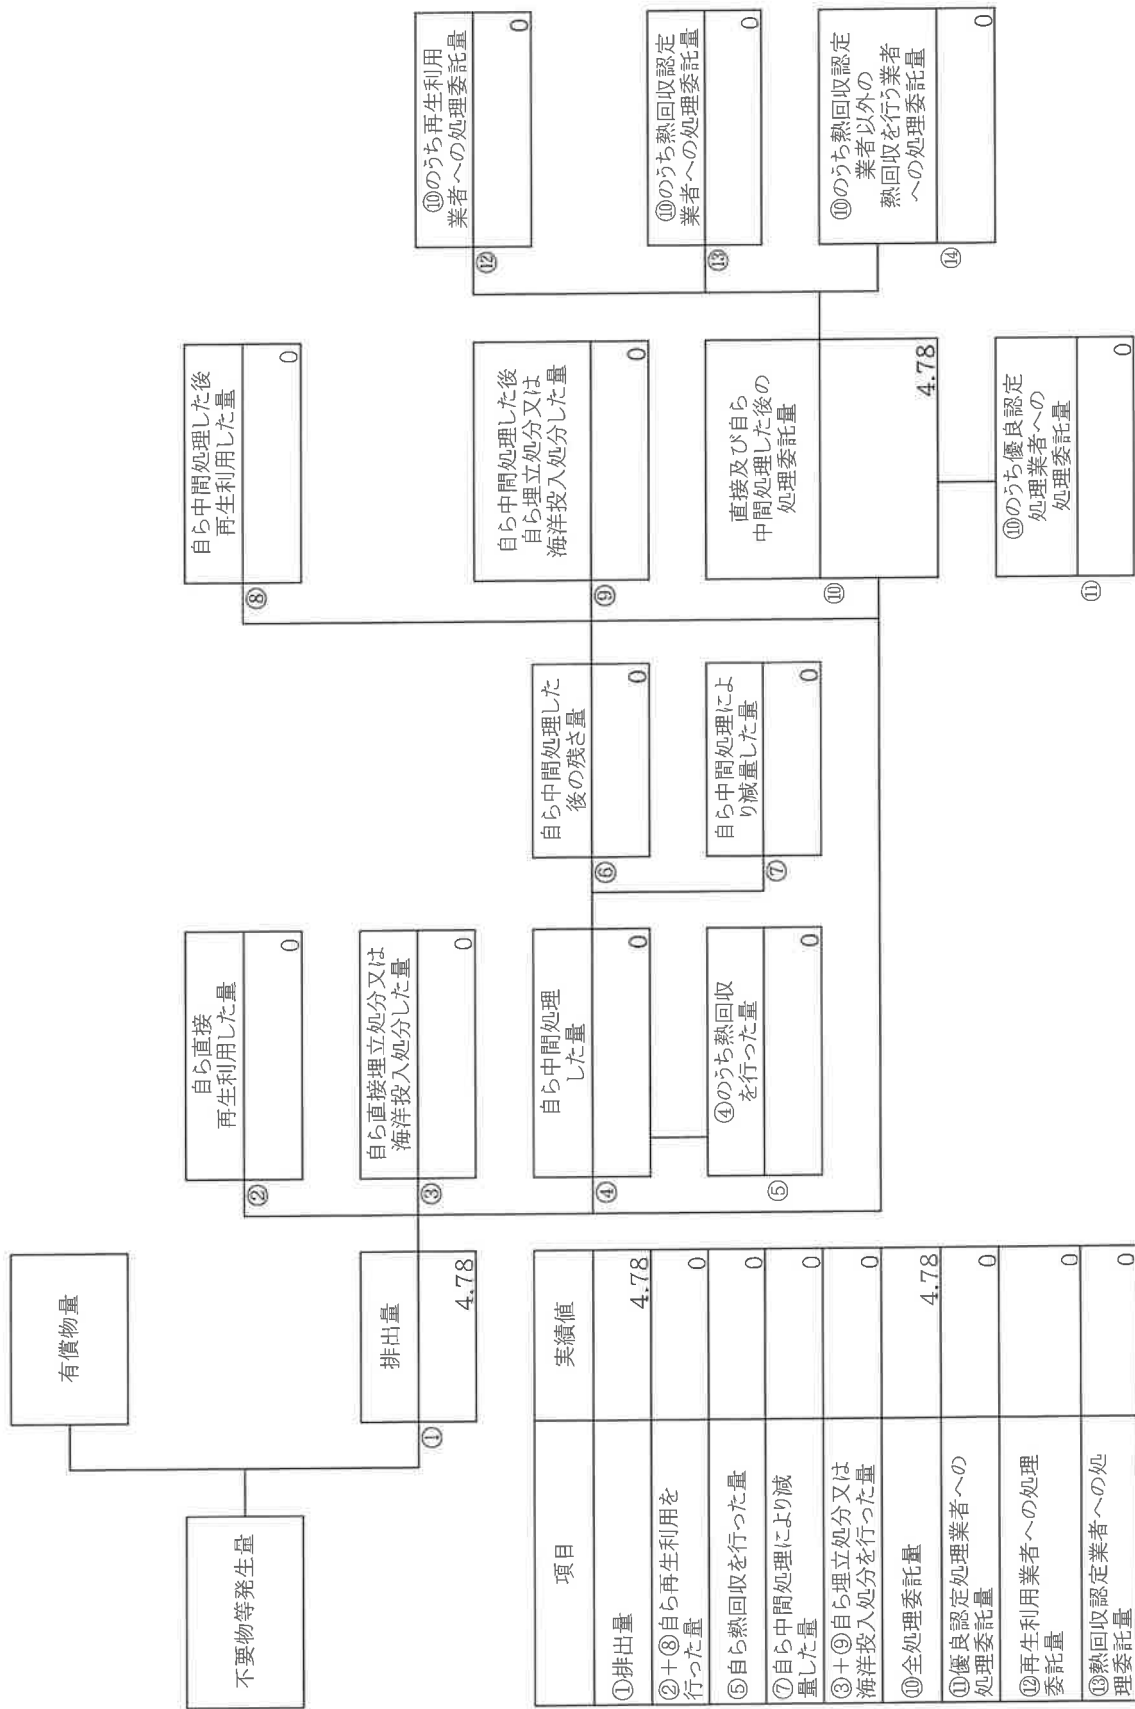 不要物等発生量
有償物量
①
排出量
4.78
②
自ら直接
再生利用した量
0
③
自ら直接埋立処分又は
海洋投入処分した量
0
④
自ら中間処理
した量
0
⑤
④のうち熱回収
を行った量
0
⑥
自ら中間処理した
後の残さ量
0
⑦
自ら中間処理によ
り減量した量
0
⑧
自ら中間処理した後
再生利用した量
0
⑨
自ら中間処理した後
自ら埋立処分又は
海洋投入処分した量
0
⑩
直接及び自ら
中間処理した後の
処理委託量
4.78
⑪
⑩のうち優良認定
処理業者への
処理委託量
0
⑫
⑩のうち再生利用
業者への処理委託量
0
⑬
⑩のうち熱回収認定
業者への処理委託量
0
⑭
⑩のうち熱回収認定
業者以外の
熱回収を行う業者
への処理委託量
0
項目 実績値
①排出量 4.78
②+⑧自ら再生利用を
行った量 0
⑤自ら熱回収を行った量 0
⑦自ら中間処理により減
量した量 0
③+⑨自ら埋立処分又は
海洋投入処分を行った量 0
⑩全処理委託量 4.78
⑪優良認定処理業者への
処理委託量 0
⑫再生利用業者への処理
委託量 0
⑬熱回収認定業者への処
理委託量 0